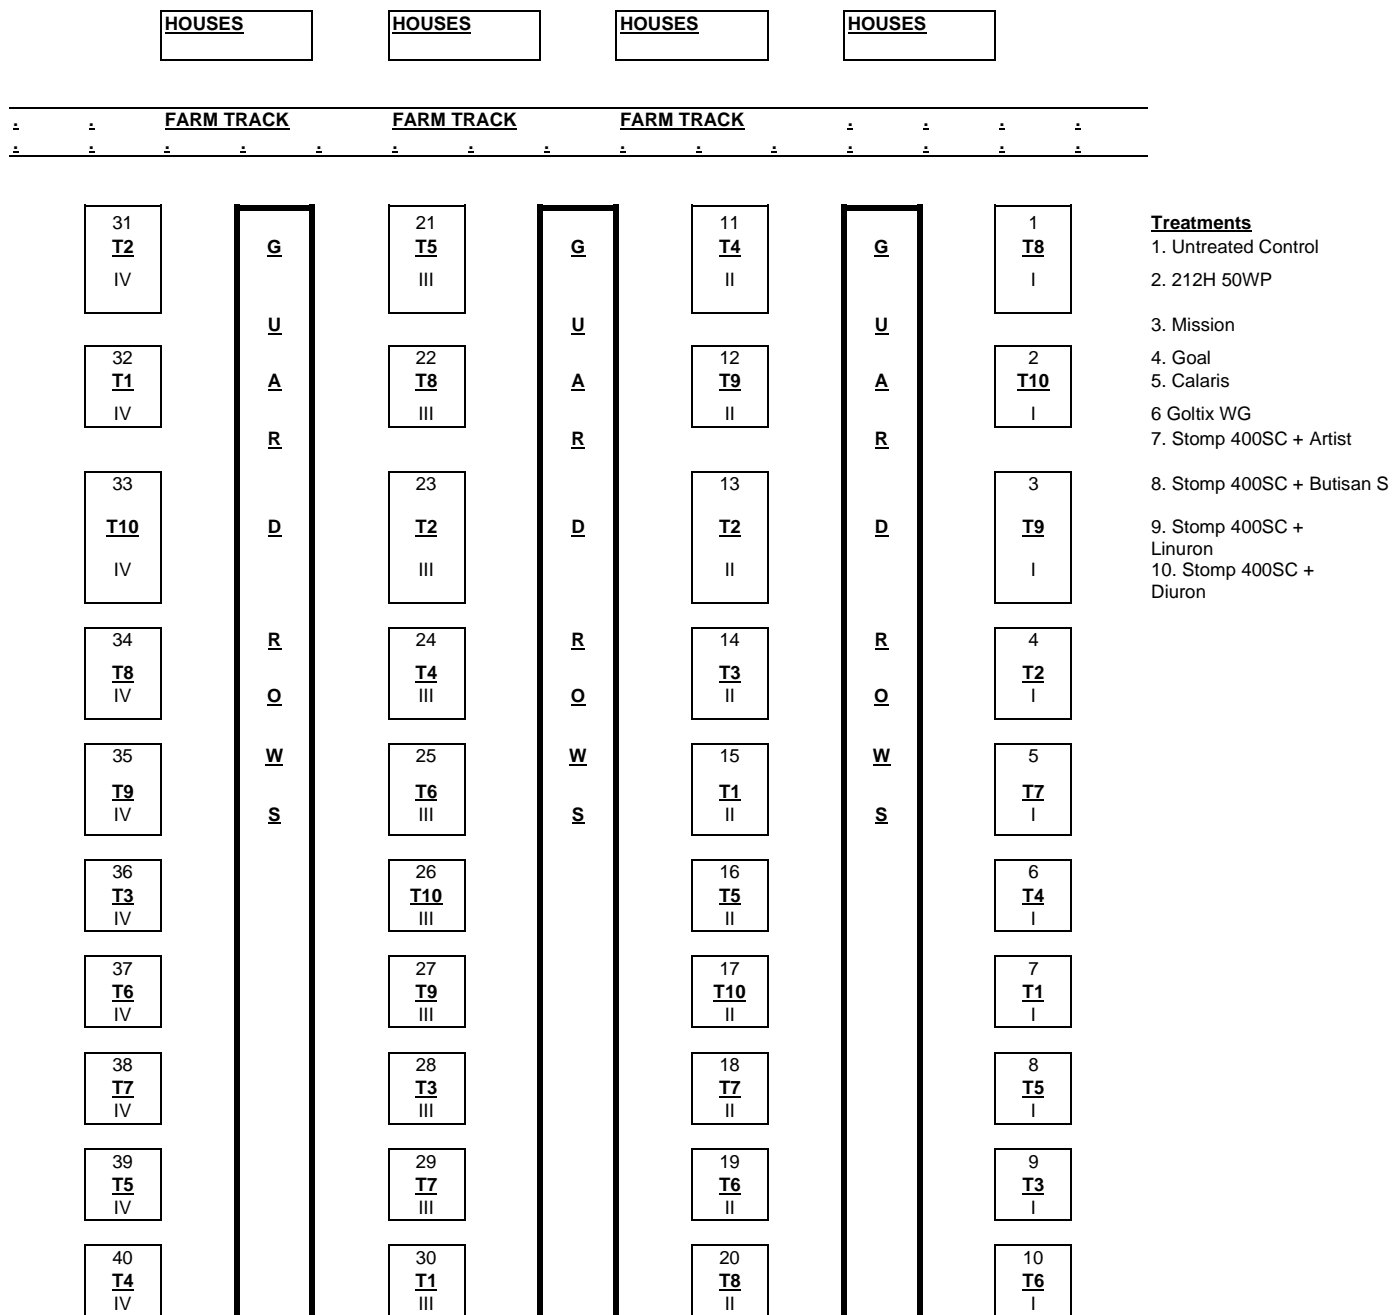 HOUSES HOUSES HOUSES HOUSES
. . FARM TRACK FARM TRACK FARM TRACK . . . .
. . . . . . . . . . . . . . .
31 21 11 1 Treatments
T2 G T5 G T4 G T8 1. Untreated Control
IV III II I 2. 212H 50WP
U U U 3. Mission
32 22 12 2 4. Goal
T1 A T8 A T9 A T10 5. Calaris
IV III II I 6 Goltix WG
R R R 7. Stomp 400SC + Artist
33 23 13 3 8. Stomp 400SC + Butisan S
T10 D T2 D T2 D T9 9. Stomp 400SC +
Linuron
IV III II I 10. Stomp 400SC +
Diuron
34 R 24 R 14 R 4
T8 T4 T3 T2
IV O III O II O I
35 W 25 W 15 W 5
T9 T6 T1 T7
IV S III S II S I
36 26 16 6
T3 T10 T5 T4
IV III II I
37 27 17 7
T6 T9 T10 T1
IV III II I
38 28 18 8
T7 T3 T7 T5
IV III II I
39 29 19 9
T5 T7 T6 T3
IV III II I
40 30 20 10
T4 T1 T8 T6
IV III II I